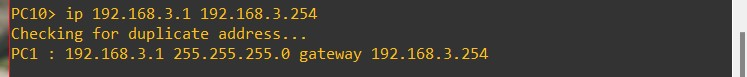 PC10> ip 192.168.3.1 192.168.3.254
Checking for duplicate address...
PC1 : 192.168.3.1 255.255.255.0 gateway 192.168.3.254